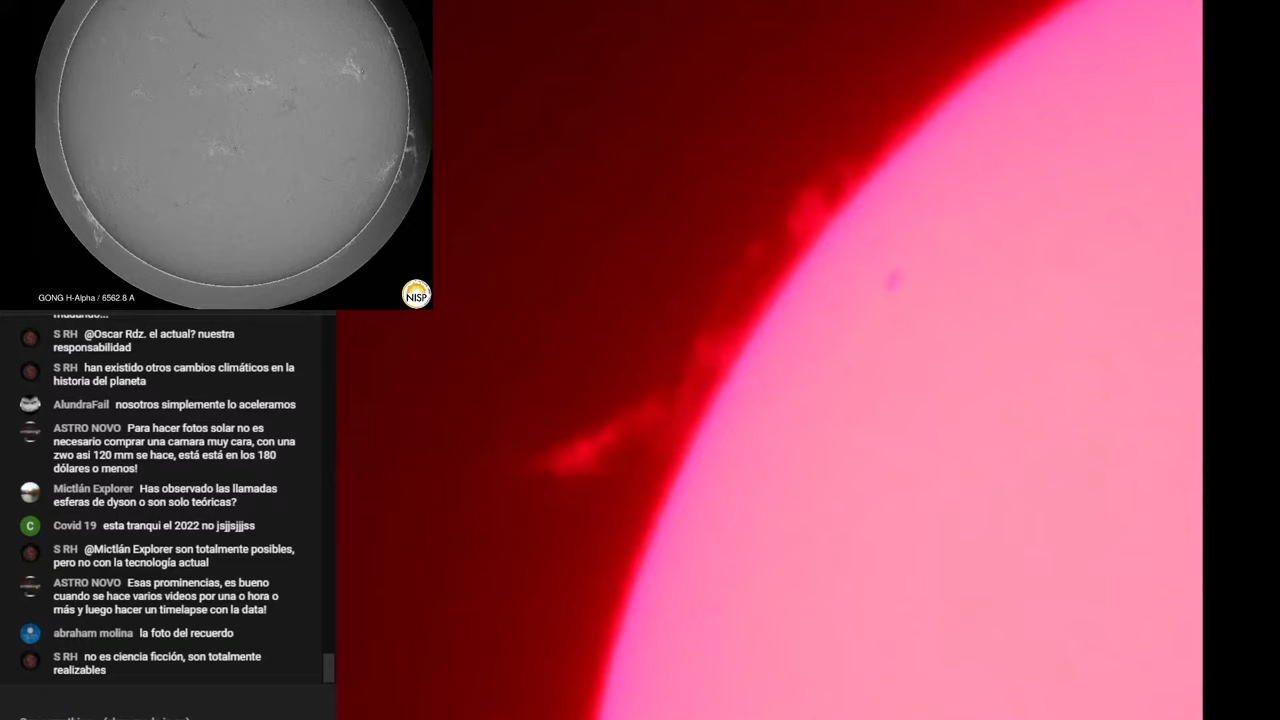 GONG H-Alpha / 6562.8 A
NISP
S RH @Oscar Rdz. el actual? nuestra
responsabilidad
S RH han existido otros cambios climáticos en la
historia del planeta
AlundraFail nosotros simplemente lo aceleramos
ASTRO NOVO Para hacer fotos solar no es
necesario comprar una camara muy cara, con una
zwo asi 120 mm se hace, está está en los 180
dólares o menos!
Mictlán Explorer Has observado las llamadas
esferas de dyson o son solo teóricas?
C
Covid 19 esta tranqui el 2022 no jsjjsjjjss
S RH @Mictlán Explorer son totalmente posibles,
pero no con la tecnología actual
ASTRO NOVO Esas prominencias, es bueno
cuando se hace varios videos por una o hora o
más y luego hacer un timelapse con la data!
abraham molina la foto del recuerdo
S RH no es ciencia ficción, son totalmente
realizables